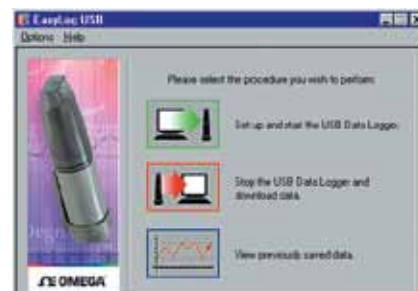 EasyLog USB
Options Help
Please select the procedure you wish to perform:
Set up and start the USB Data Logger.
Stop the USB Data Logger and
download data.
View previously saved data.
OMEGA